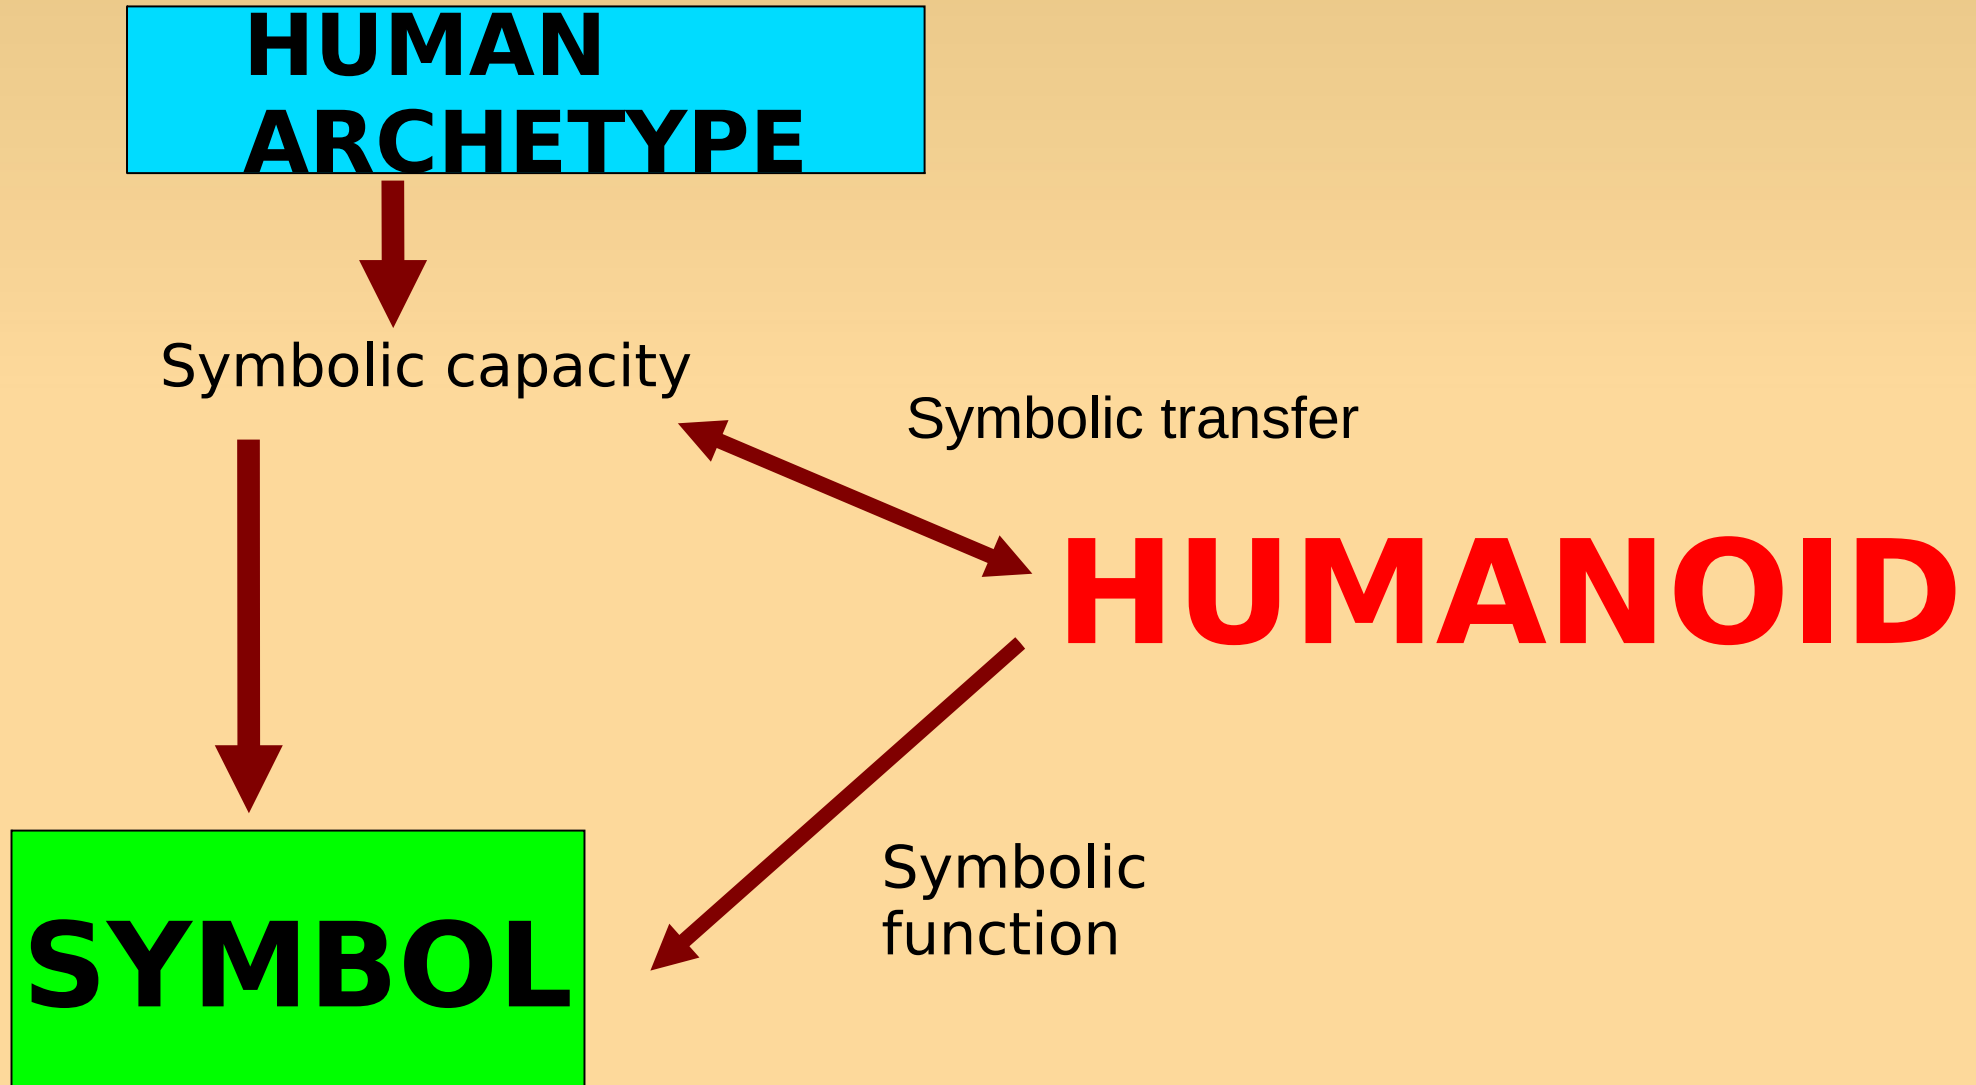 HUMAN
ARCHETYPE
Symbolic capacity
Symbolic transfer
HUMANOID
Symbolic
function
SYMBOL